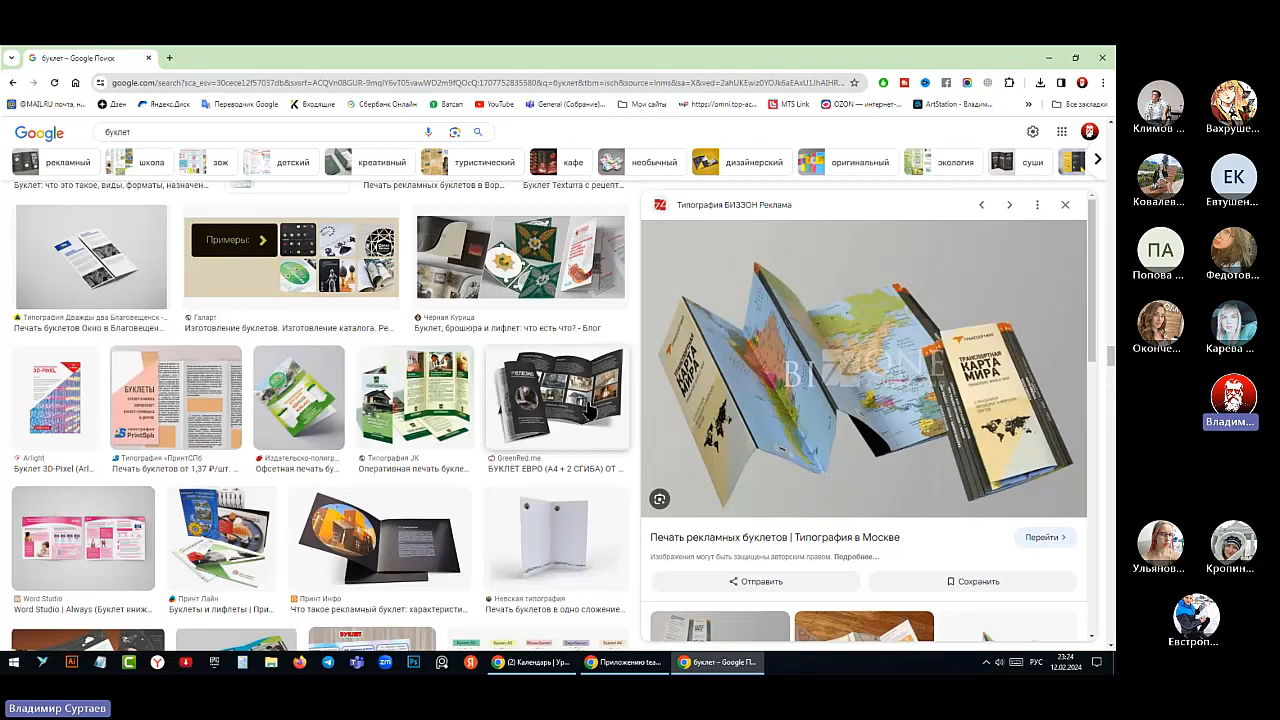 буклет – Google Поиск
google.com/search?sca_esv=30cece12f57037db&sxsrf=ACQVn08GUR-9mqlY6vT05vawWD2m9fQOcQ:1707752835580&q=буклет&tbm=isch&source=lnms&sa=X&ved=2ahUKEwiz0YOJk6aEAxU1JhAIHR...
@MAIL.RU почта, н...
Дзен
Яндекс.Диск
Переводчик Google
Входящие
Сбербанк Онлайн
Ватсап
YouTube
General (Собрание)...
Мои сайты
https://omni.top-ac...
MTS Link
OZON — интернет-...
ArtStation - Владим...
»
Все закладки
Google
буклет
рекламный
школа
зож
детский
креативный
туристический
кафе
необычный
дизайнерский
оригинальный
экология
суши
Буклет: что это такое, виды, форматы, назначен...
Печать рекламных буклетов в Вор...
Буклет Texturra с рецепт...
Примеры:
Типография Дважды два Благовещенск -
Печать буклетов Окно в Благовещен...
Галарт
Изготовление буклетов. Изготовление каталога. Ре...
Чёрная Курица
Буклет, брошюра и лифлет: что есть что? - Блог
3D-PIXEL
БУКЛЕТЫ
PrintSpb
Arlight
Буклет 3D-Pixel (Arl...
Типография «ПринтСПб
Печать буклетов от 1,37 ₽/шт. ...
Издательско-полигр...
Офсетная печать бу...
Типография JK
Оперативная печать букле...
GreenRed.me
БУКЛЕТ ЕВРО (А4 + 2 СГИБА) ОТ ...
Word Studio
Word Studio | Always (Буклет книж...
Принт Лайн
Буклеты и лифлеты | При...
Принт Инфо
Что такое рекламный буклет: характеристи...
Невская типография
Печать буклетов в одно сложение...
Типография БИЗЗОН Реклама
ТРАНСПОРТНАЯ
КАРТА
МИРА
BIZZONE
Печать рекламных буклетов | Типография в Москве
Перейти
Изображения могут быть защищены авторским правом. Подробнее...
Отправить
Сохранить
(2) Календарь | Ур...
Приложению tea...
буклет – Google П...
РУС
23:24
12.02.2024
Климов ...
Вахруше...
Ковалев...
ЕК
Евтушен...
ПА
Попова ...
Федотов...
Окончe...
Карева ...
Владим...
Ульянов...
Кропин...
Евстроп...
Владимир Суртаев